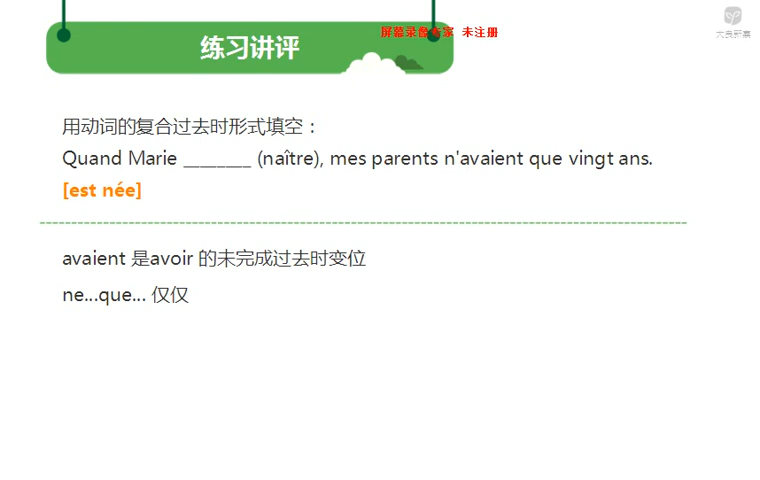 练习讲评
屏幕录像专家 未注册
用动词的复合过去时形式填空：
Quand Marie ________ (naître), mes parents n'avaient que vingt ans.
[est née]
avaient 是avoir 的未完成过去时变位
ne...que... 仅仅